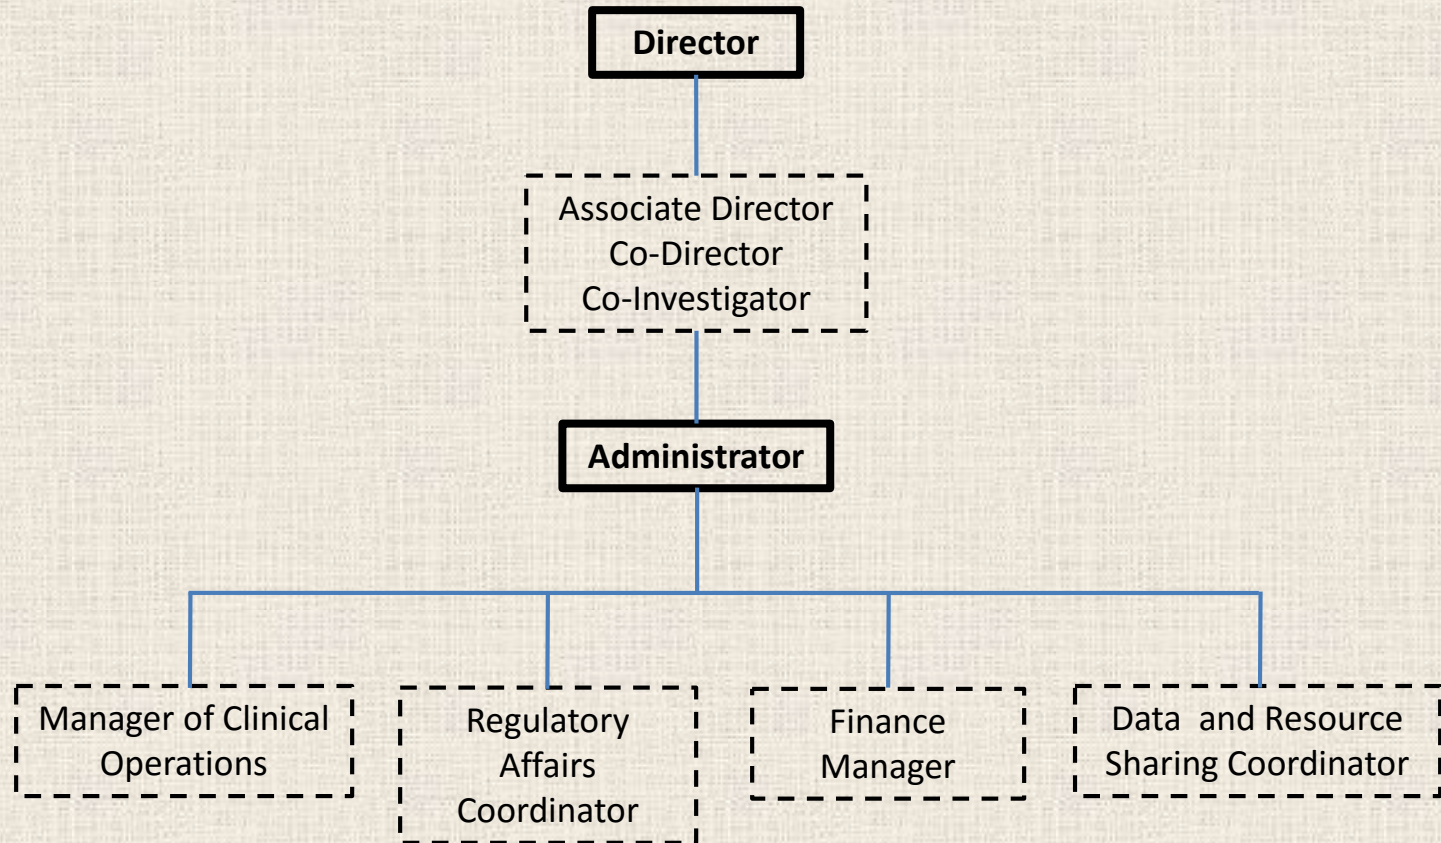 Director
Associate Director
Co-Director
Co-Investigator
Administrator
Manager of Clinical
Operations
Regulatory
Affairs
Coordinator
Finance
Manager
Data  and Resource
Sharing Coordinator